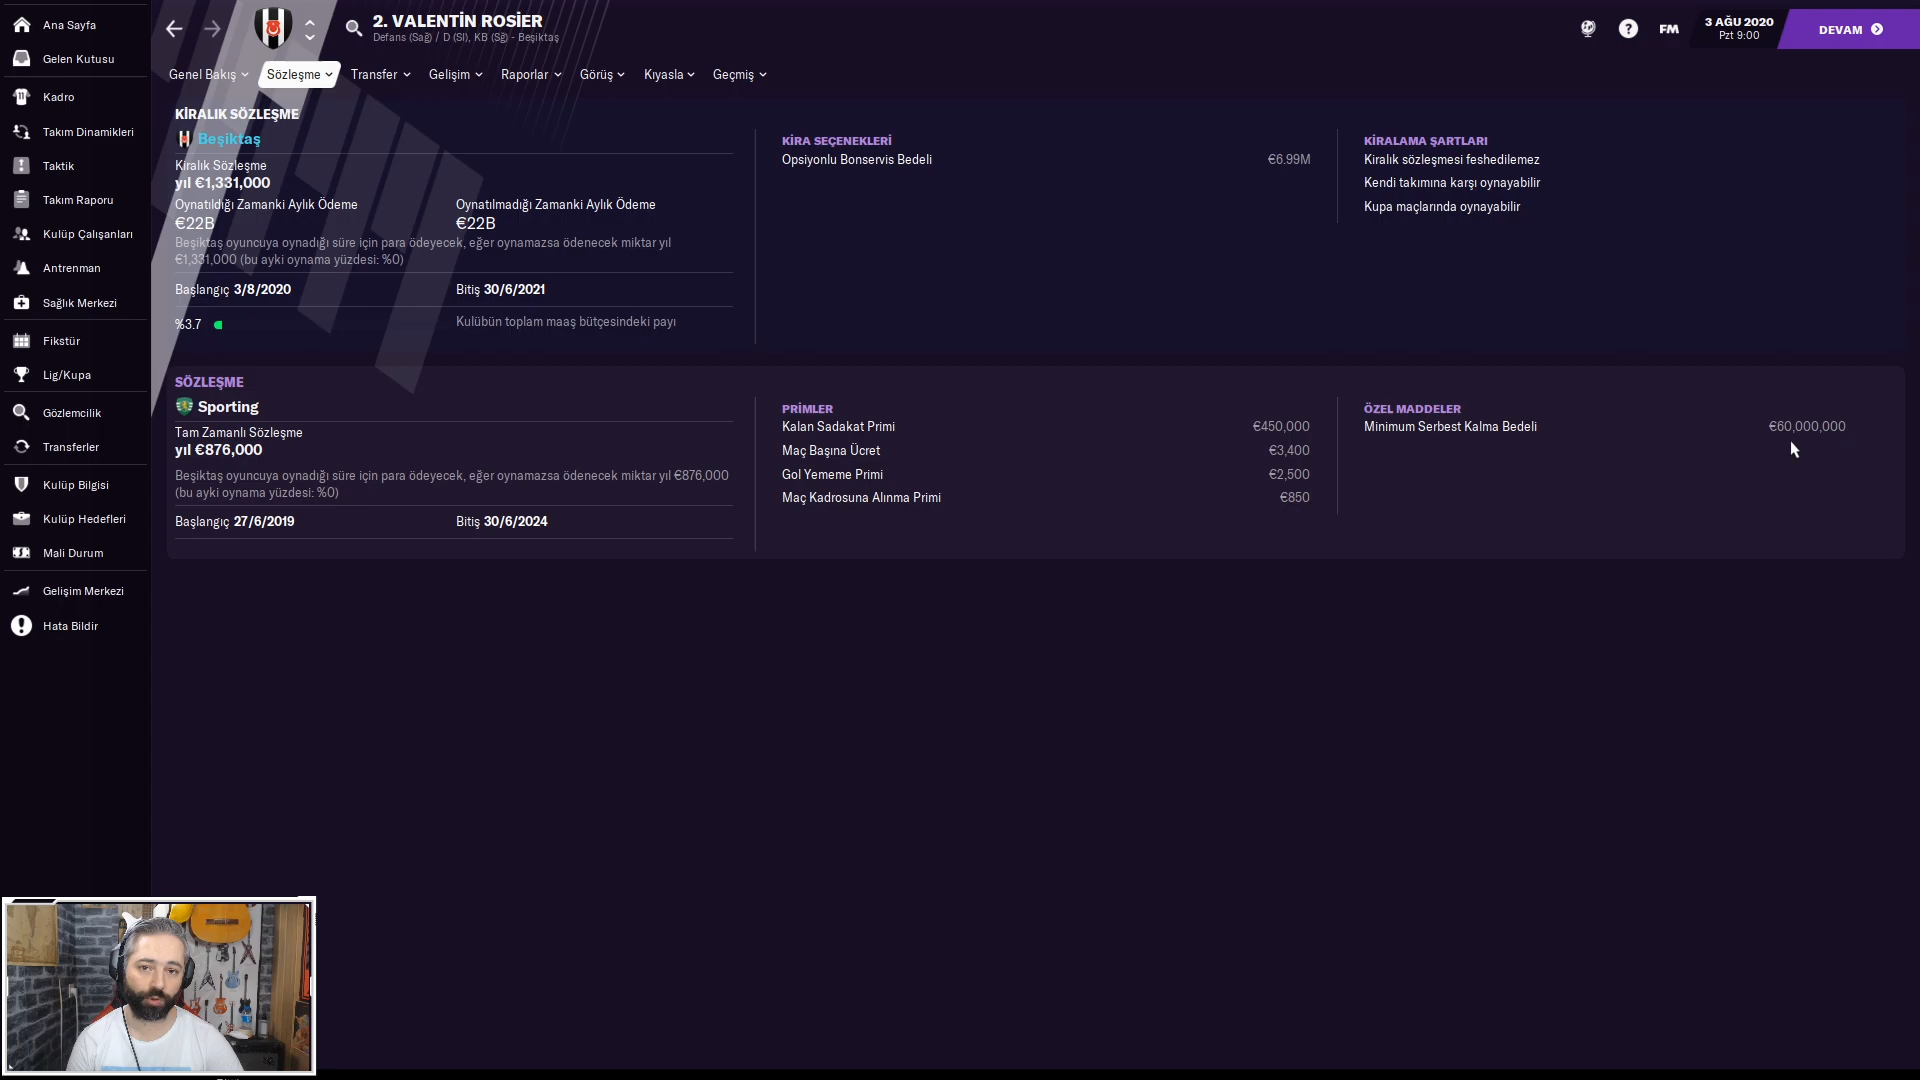 Ana Sayfa
Gelen Kutusu
Kadro
Takım Dinamikleri
Taktik
Takım Raporu
Kulüp Çalışanları
Antrenman
Sağlık Merkezi
Fikstür
Lig/Kupa
Gözlemcilik
Transferler
Kulüp Bilgisi
Kulüp Hedefleri
Mali Durum
Gelişim Merkezi
Hata Bildir
2. VALENTİN ROSİER
Defans (Sağ) / D (Sl), KB (Sğ) - Beşiktaş
FM
3 AĞU 2020
Pzt 9:00
DEVAM
Genel Bakış
Sözleşme
Transfer
Gelişim
Raporlar
Görüş
Kıyasla
Geçmiş
KİRALIK SÖZLEŞME
Beşiktaş
Kiralık Sözleşme
yıl €1,331,000
Oynatıldığı Zamanki Aylık Ödeme
€22B
Oynatılmadığı Zamanki Aylık Ödeme
€22B
Beşiktaş oyuncuya oynadığı süre için para ödeyecek, eğer oynamazsa ödenecek miktar yıl
€1,331,000 (bu ayki oynama yüzdesi: %0)
Başlangıç 3/8/2020
Bitiş 30/6/2021
%3.7
Kulübün toplam maaş bütçesindeki payı
KİRA SEÇENEKLERİ
Opsiyonlu Bonservis Bedeli €6.99M
KİRALAMA ŞARTLARI
Kiralık sözleşmesi feshedilemez
Kendi takımına karşı oynayabilir
Kupa maçlarında oynayabilir
SÖZLEŞME
Sporting
Tam Zamanlı Sözleşme
yıl €876,000
Beşiktaş oyuncuya oynadığı süre için para ödeyecek, eğer oynamazsa ödenecek miktar yıl €876,000
(bu ayki oynama yüzdesi: %0)
Başlangıç 27/6/2019
Bitiş 30/6/2024
PRİMLER
Kalan Sadakat Primi €450,000
Maç Başına Ücret €3,400
Gol Yememe Primi €2,500
Maç Kadrosuna Alınma Primi €850
ÖZEL MADDELER
Minimum Serbest Kalma Bedeli €60,000,000